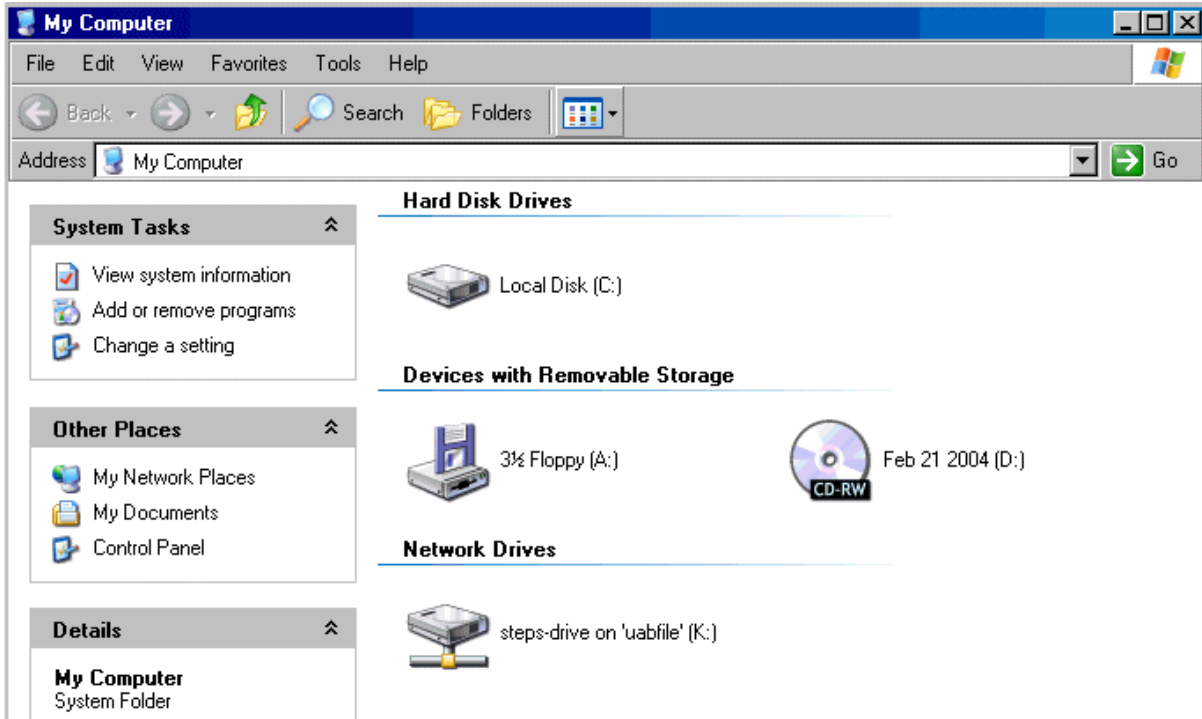 My Computer
File Edit View Favorites Tools Help
Back Search Folders
Address My Computer Go
System Tasks
View system information
Add or remove programs
Change a setting
Other Places
My Network Places
My Documents
Control Panel
Details
My Computer
System Folder
Hard Disk Drives
Local Disk (C:)
Devices with Removable Storage
3½ Floppy (A:)
CD-RW
Feb 21 2004 (D:)
Network Drives
steps-drive on 'uabfile' (K:)